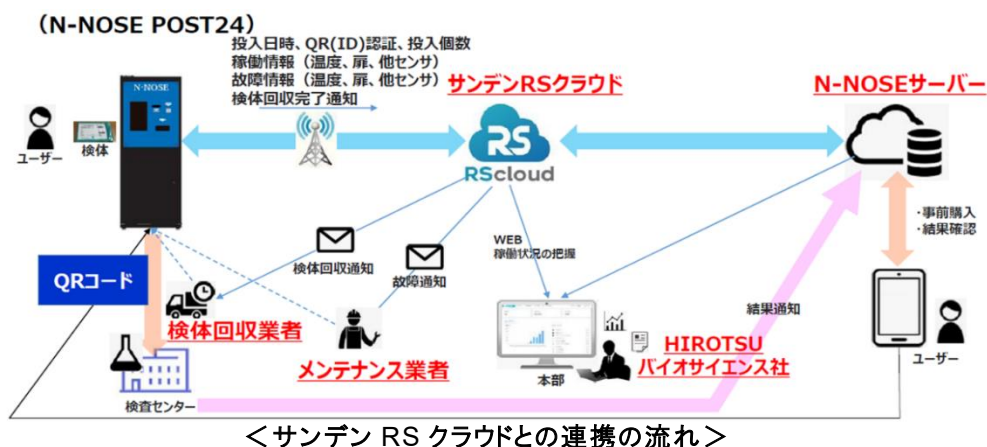 （N-NOSE POST24）
投入日時、QR(ID)認証、投入個数
稼働情報（温度、扉、他センサ）
故障情報（温度、扉、他センサ）
検体回収完了通知
サンデンRSクラウド
N-NOSEサーバー
N-NOSE
ユーザー
検体
RS
RScloud
・事前購入
・結果確認
WEB
稼働状況の把握
検体回収通知
故障通知
QRコード
結果通知
検体回収業者
メンテナンス業者
HIROTSU
バイオサイエンス社
本部
ユーザー
検査センター
＜サンデン RS クラウドとの連携の流れ＞